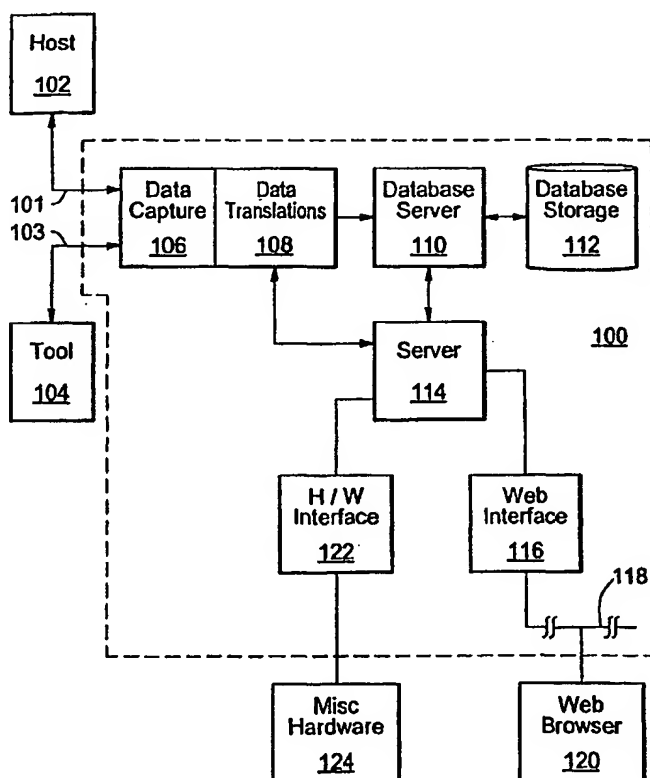 Host
102
101
103
Data
Capture
106
Data
Translations
108
Database
Server
110
Database
Storage
112
Tool
104
Server
114
100
H / W
Interface
122
Web
Interface
116
118
Misc
Hardware
124
Web
Browser
120